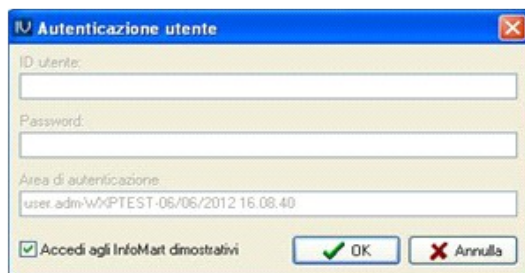 IU Autenticazione utente
ID utente:
Password:
Area di autenticazione
user.adm-WXPTEST-06/06/2012 16.08.40
Accedi agli InfoMart dimostrativi
OK
Annulla